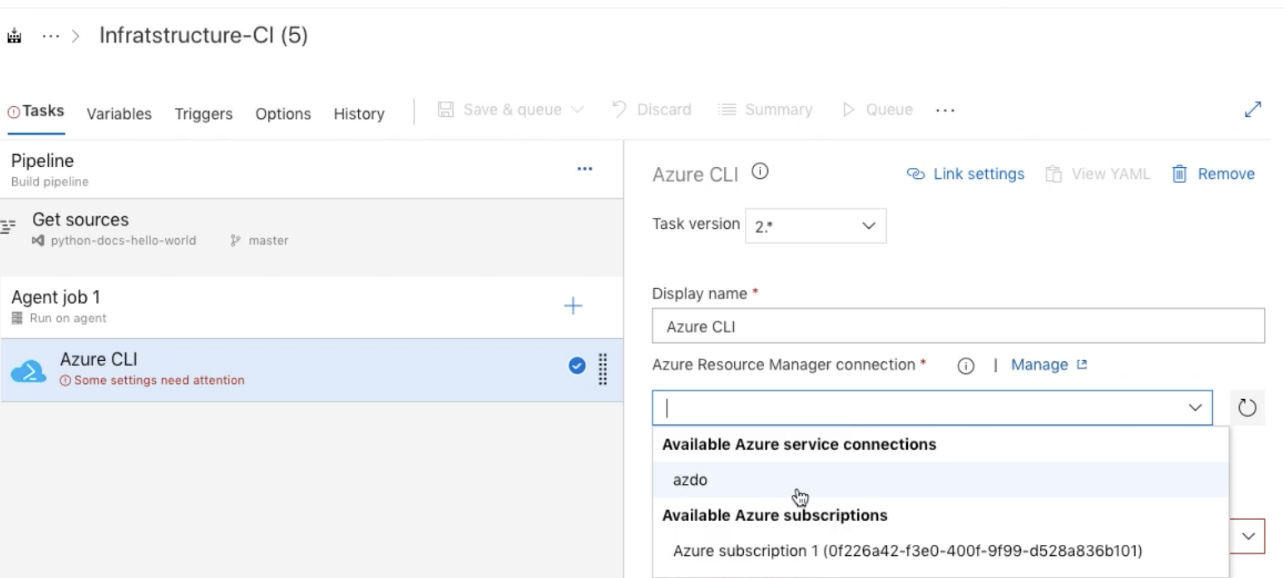 ... > Infratstructure-CI (5)
Tasks Variables Triggers Options History Save & queue Discard Summary Queue ...
Pipeline ...
Build pipeline
Get sources
python-docs-hello-world master
Agent job 1 +
Run on agent
Azure CLI
Some settings need attention
Azure CLI Link settings View YAML Remove
Task version 2.*
Display name *
Azure CLI
Azure Resource Manager connection * | Manage
Available Azure service connections
azdo
Available Azure subscriptions
Azure subscription 1 (0f226a42-f3e0-400f-9f99-d528a836b101)